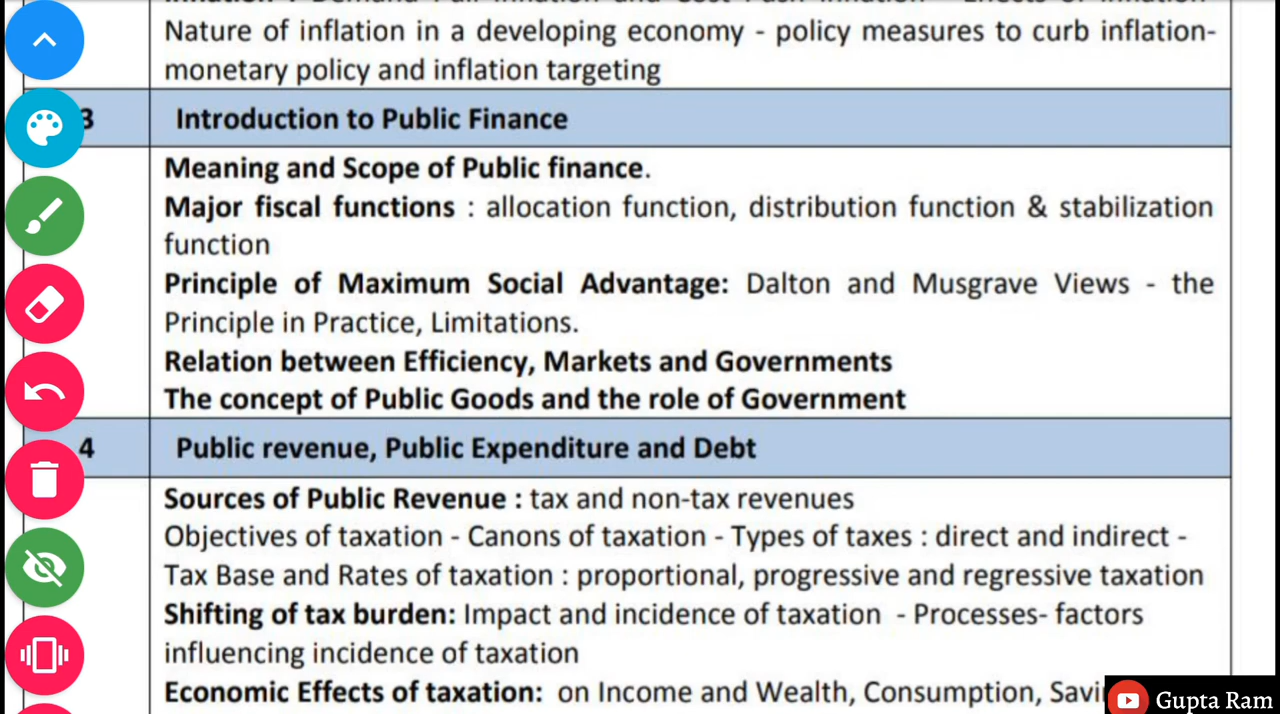 Nature of inflation in a developing economy - policy measures to curb inflation-
monetary policy and inflation targeting
3 Introduction to Public Finance
Meaning and Scope of Public finance.
Major fiscal functions : allocation function, distribution function & stabilization
function
Principle of Maximum Social Advantage: Dalton and Musgrave Views - the
Principle in Practice, Limitations.
Relation between Efficiency, Markets and Governments
The concept of Public Goods and the role of Government
4 Public revenue, Public Expenditure and Debt
Sources of Public Revenue : tax and non-tax revenues
Objectives of taxation - Canons of taxation - Types of taxes : direct and indirect -
Tax Base and Rates of taxation : proportional, progressive and regressive taxation
Shifting of tax burden: Impact and incidence of taxation - Processes- factors
influencing incidence of taxation
Economic Effects of taxation: on Income and Wealth, Consumption,
Gupta Ram